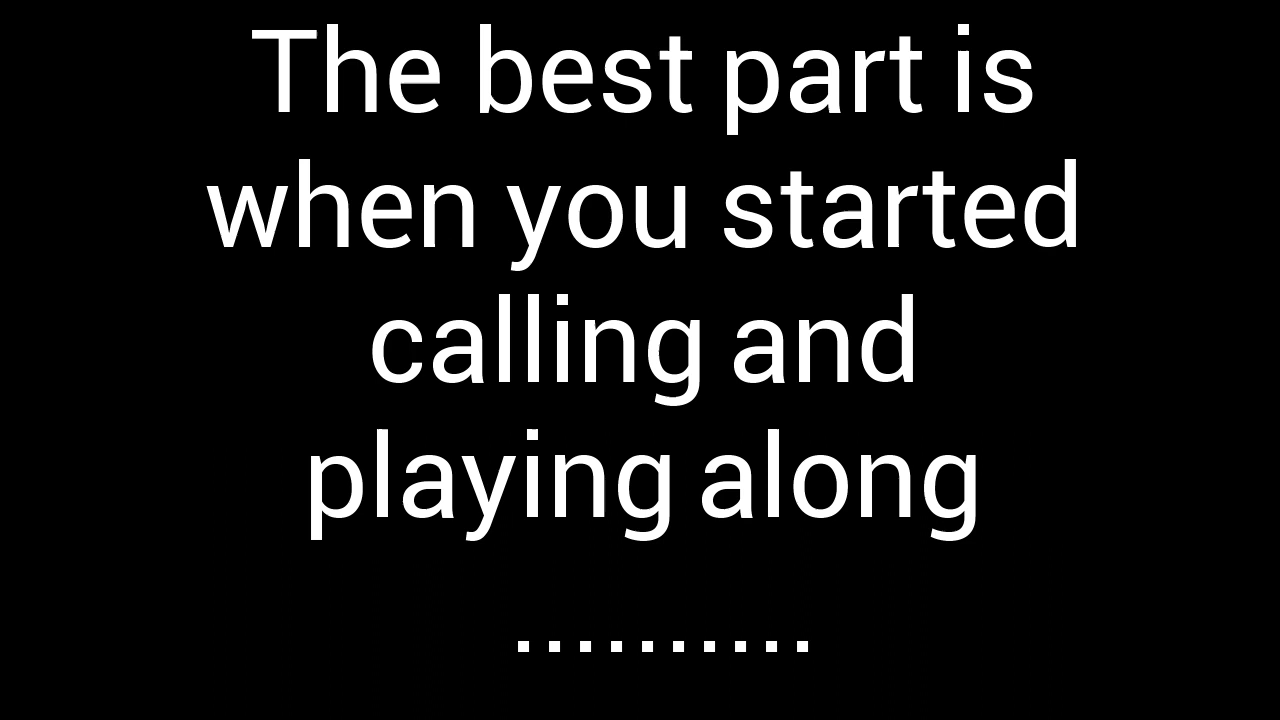 The best part is
when you started
calling and
playing along
..........